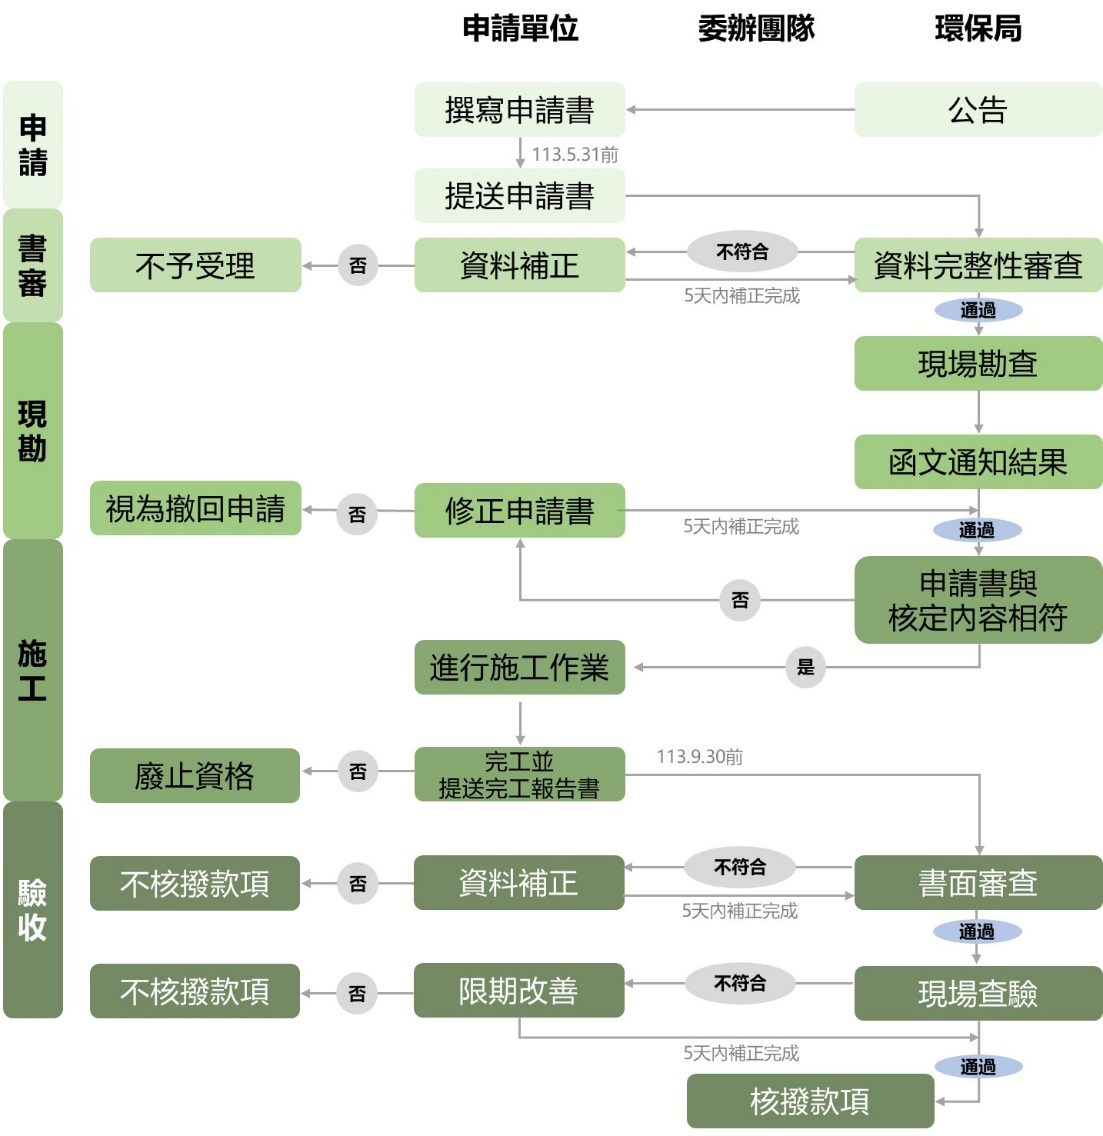 申請單位 委辦團隊 環保局
申請
撰寫申請書
公告
113.5.31前
提送申請書
書審
不予受理
否
資料補正
不符合
5天內補正完成
資料完整性審查
通過
現勘
現場勘查
函文通知結果
視為撤回申請
否
修正申請書
5天內補正完成
通過
施工
申請書與
核定內容相符
否
進行施工作業
是
廢止資格
否
完工並
提送完工報告書
113.9.30前
驗收
不核撥款項
否
資料補正
不符合
5天內補正完成
書面審查
通過
不核撥款項
否
限期改善
不符合
現場查驗
5天內補正完成
通過
核撥款項